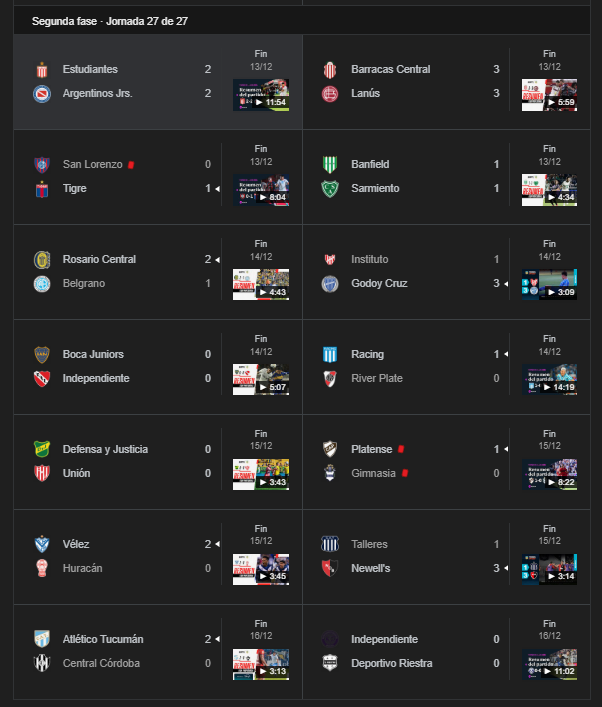 Segunda fase · Jornada 27 de 27
Estudiantes 2
Argentinos Jrs. 2
Fin
13/12
11:54
Barracas Central 3
Lanús 3
Fin
13/12
5:59
San Lorenzo 0
Tigre 1
Fin
13/12
8:04
Banfield 1
Sarmiento 1
Fin
13/12
4:34
Rosario Central 2
Belgrano 1
Fin
14/12
4:43
Instituto 1
Godoy Cruz 3
Fin
14/12
3:09
Boca Juniors 0
Independiente 0
Fin
14/12
5:07
Racing 1
River Plate 0
Fin
14/12
14:19
Defensa y Justicia 0
Unión 0
Fin
15/12
3:43
Platense 1
Gimnasia 0
Fin
15/12
8:22
Vélez 2
Huracán 0
Fin
15/12
3:45
Talleres 1
Newell's 3
Fin
15/12
3:14
Atlético Tucumán 2
Central Córdoba 0
Fin
16/12
3:13
Independiente 0
Deportivo Riestra 0
Fin
16/12
11:02